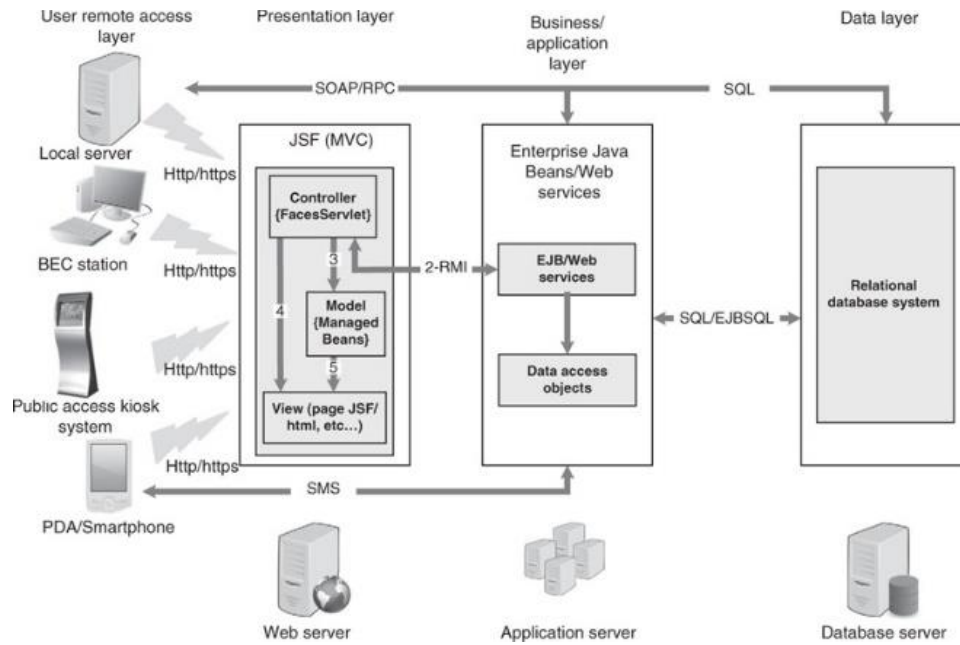 User remote access
layer
Presentation layer
Business/
application
layer
Data layer
SOAP/RPC
SQL
Local server
Http/https
BEC station
Http/https
Public access kiosk
system
Http/https
PDA/Smartphone
Http/https
JSF (MVC)
Controller
{FacesServlet}
3
4
Model
{Managed
Beans}
5
View (page JSF/
html, etc...)
2-RMI
Enterprise Java
Beans/Web
services
EJB/Web
services
Data access
objects
SQL/EJBSQL
Relational
database system
SMS
Web server
Application server
Database server